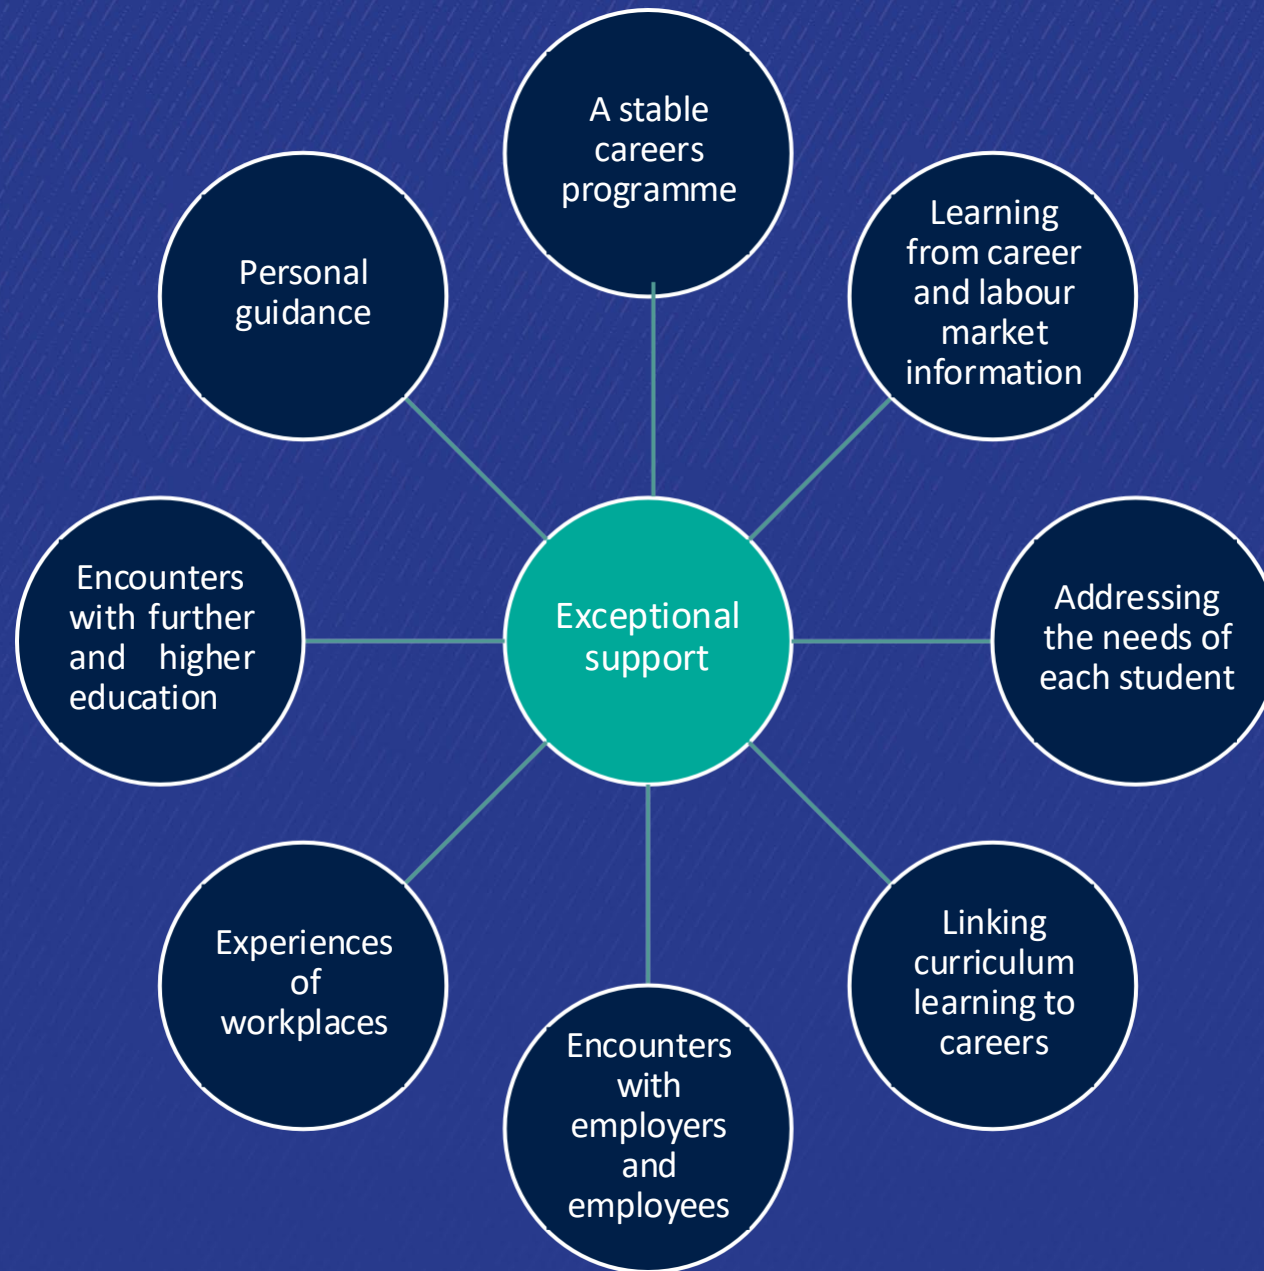 A stable
careers
programme
Learning
from career
and labour
market
information
Addressing
the needs of
each student
Linking
curriculum
learning to
careers
Encounters
with
employers
and
employees
Experiences
of
workplaces
Encounters
with further
and higher
education
Personal
guidance
Exceptional
support